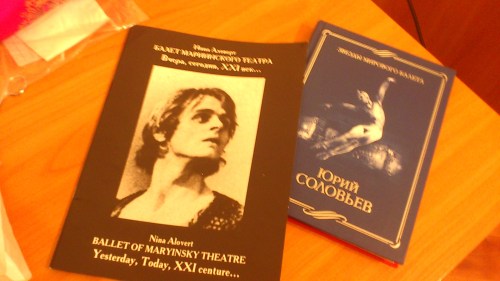 Нина Аловерт
БАЛЕТ МАРИИНСКОГО ТЕАТРА
Вчера, сегодня, XXI век...
Nina Alovert
BALLET OF MARYINSKY THEATRE
Yesterday, Today, XXI centure...
ЗВЕЗДЫ МИРОВОГО БАЛЕТА
ЮРИЙ
СОЛОВЬЕВ